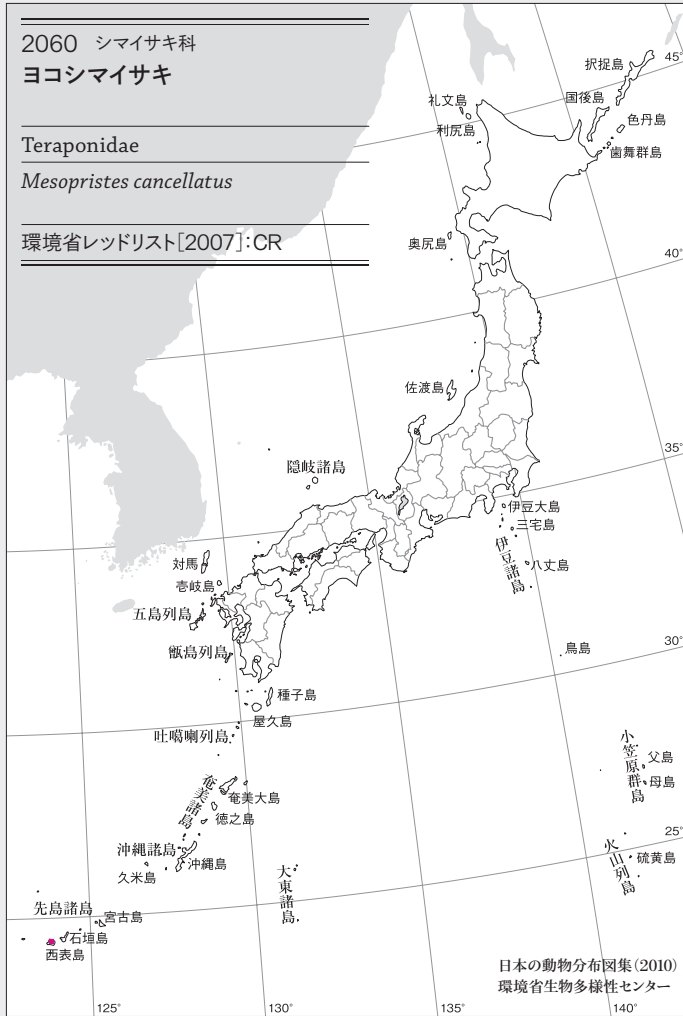 2060 シマイサキ科
ヨコシマイサキ
Teraponidae
Mesopristes cancellatus
環境省レッドリスト[2007]:CR
45°
択捉島
国後島
礼文島
色丹島
利尻島
歯舞群島
奥尻島
40°
佐渡島
35°
隠岐諸島
伊豆大島
三宅島
伊豆諸島
八丈島
対馬
壱岐島
五島列島
甑島列島
鳥島
30°
種子島
屋久島
吐噶喇列島
小笠原群島
父島
母島
奄美諸島
奄美大島
徳之島
25°
沖縄諸島
沖縄島
久米島
火山列島
硫黄島
大東諸島
先島諸島
宮古島
石垣島
西表島
日本の動物分布図集(2010)
環境省生物多様性センター
125°
130°
135°
140°